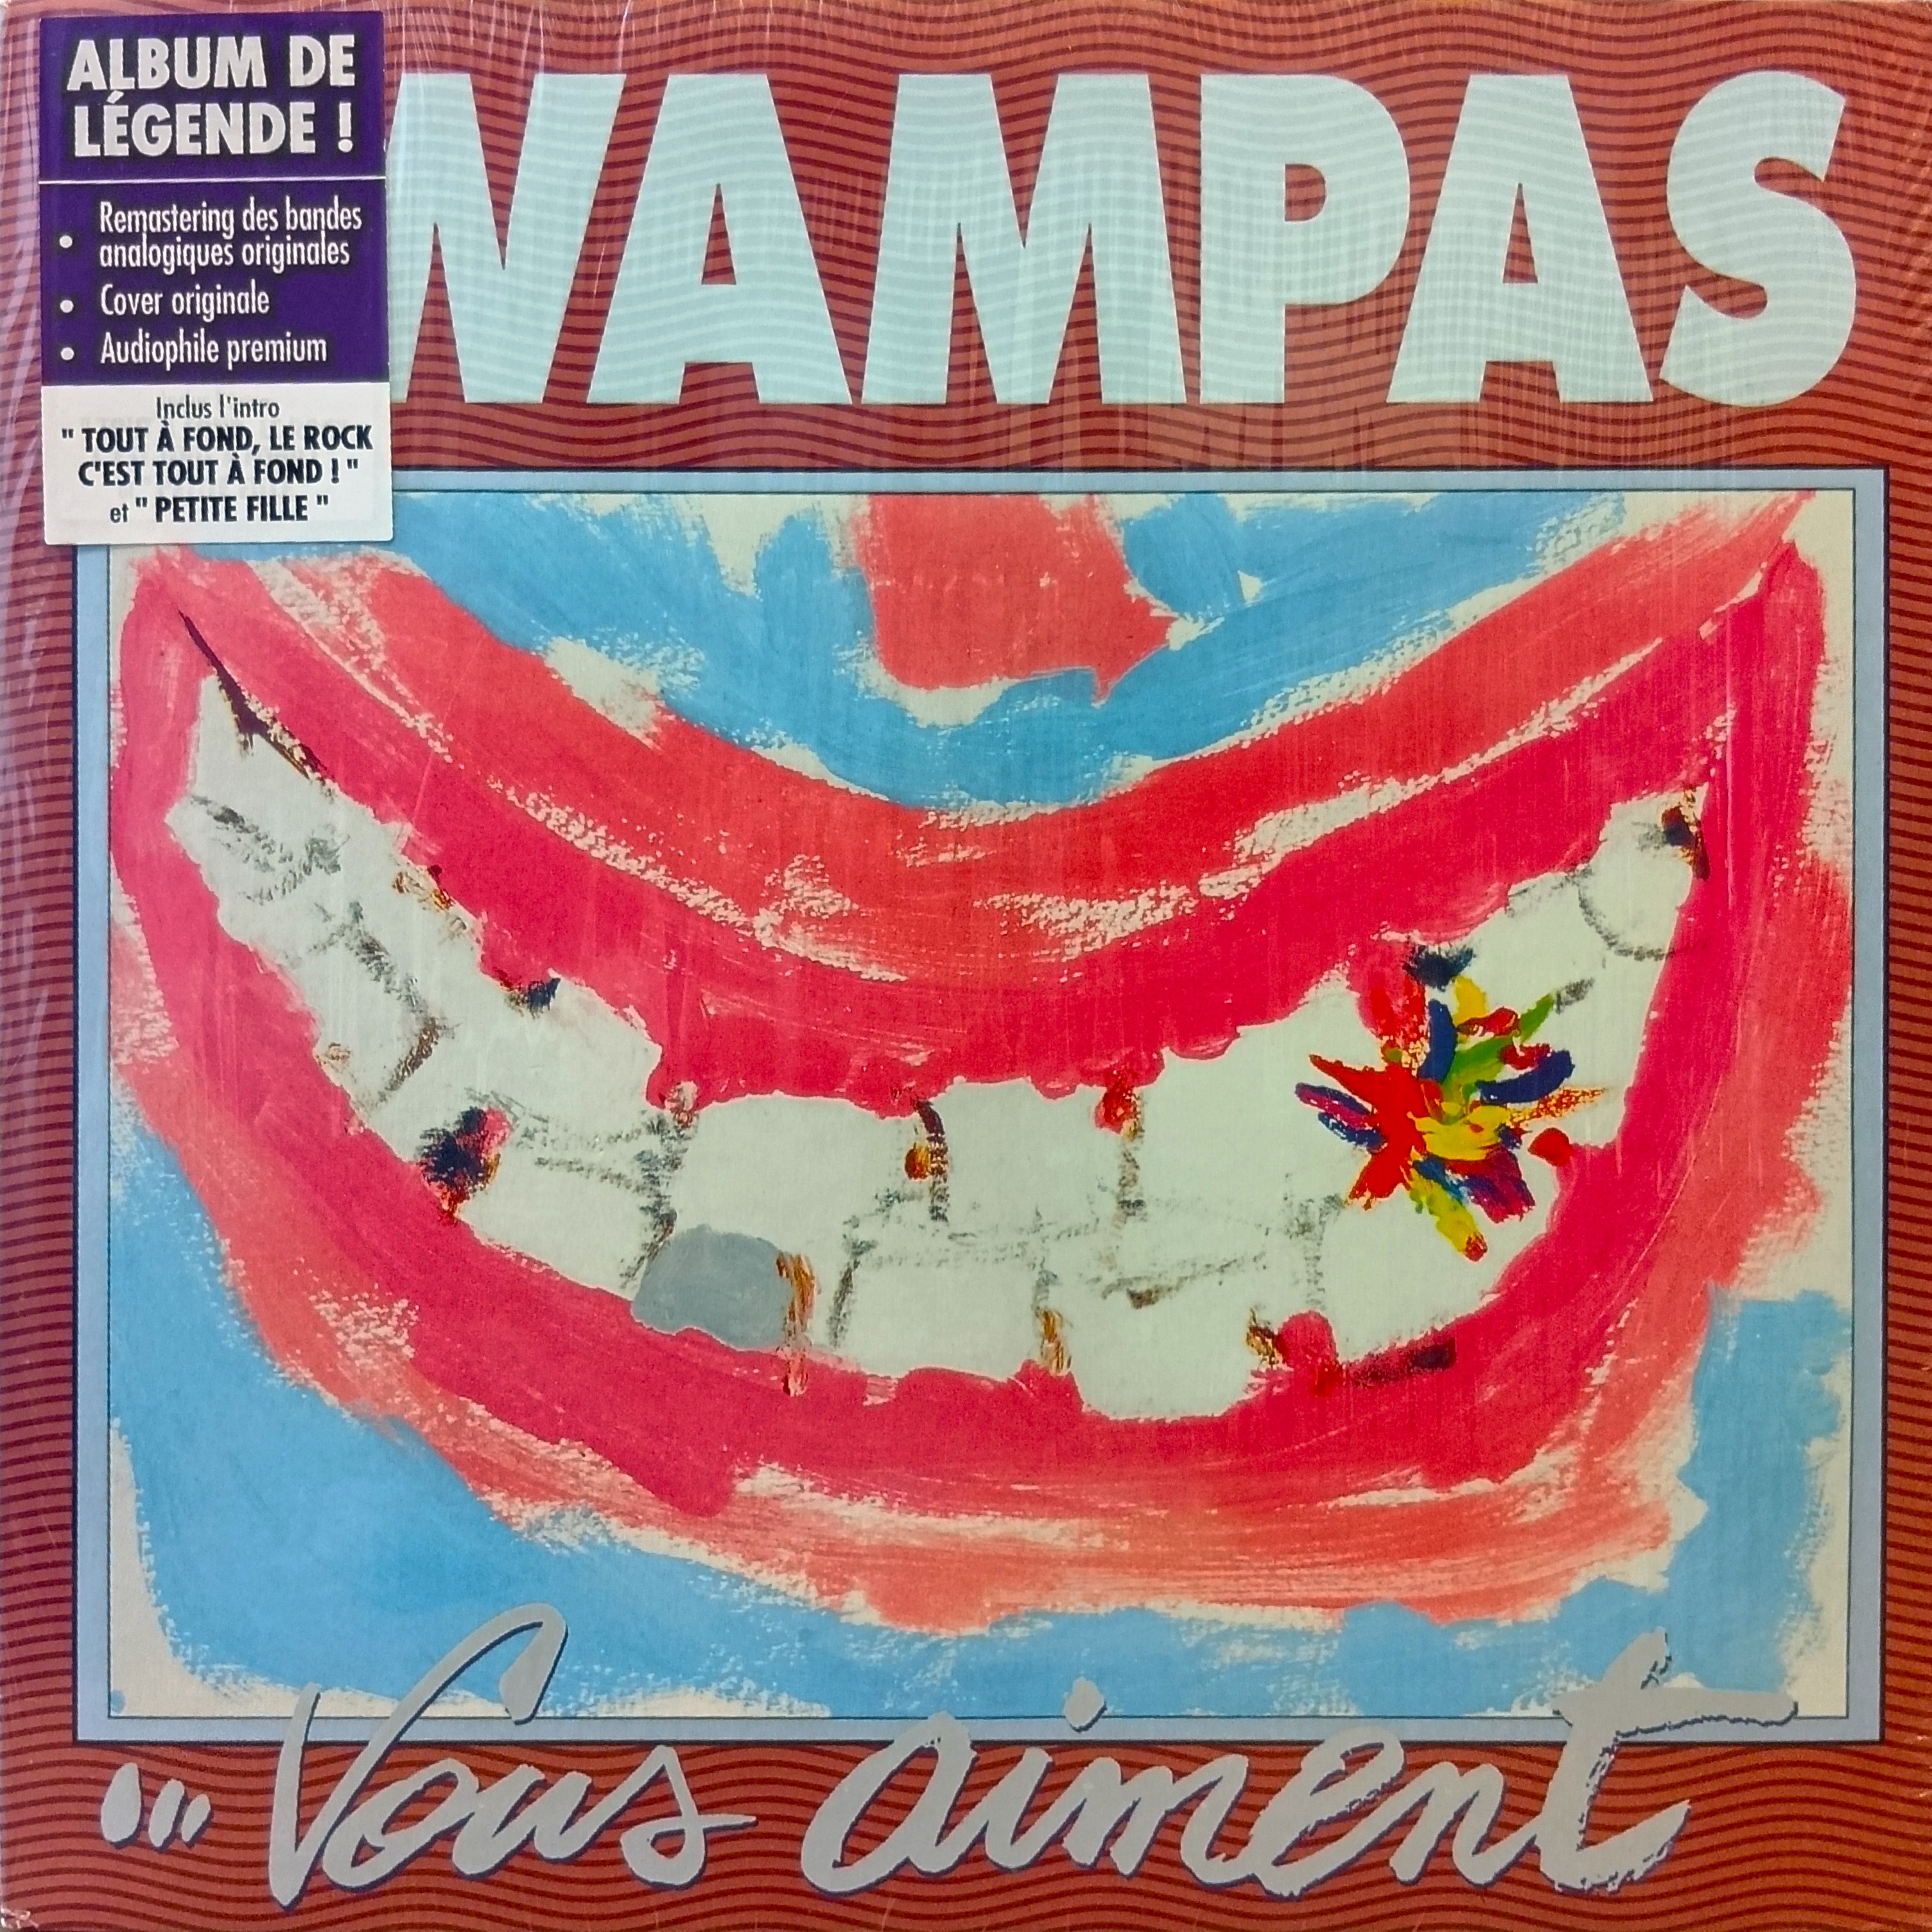 ALBUM DE
LÉGENDE !
• Remastering des bandes
analogiques originales
• Cover originale
• Audiophile premium
Inclus l'intro
" TOUT À FOND, LE ROCK
C'EST TOUT À FOND ! "
et " PETITE FILLE "
WAMPAS
... Vous aiment